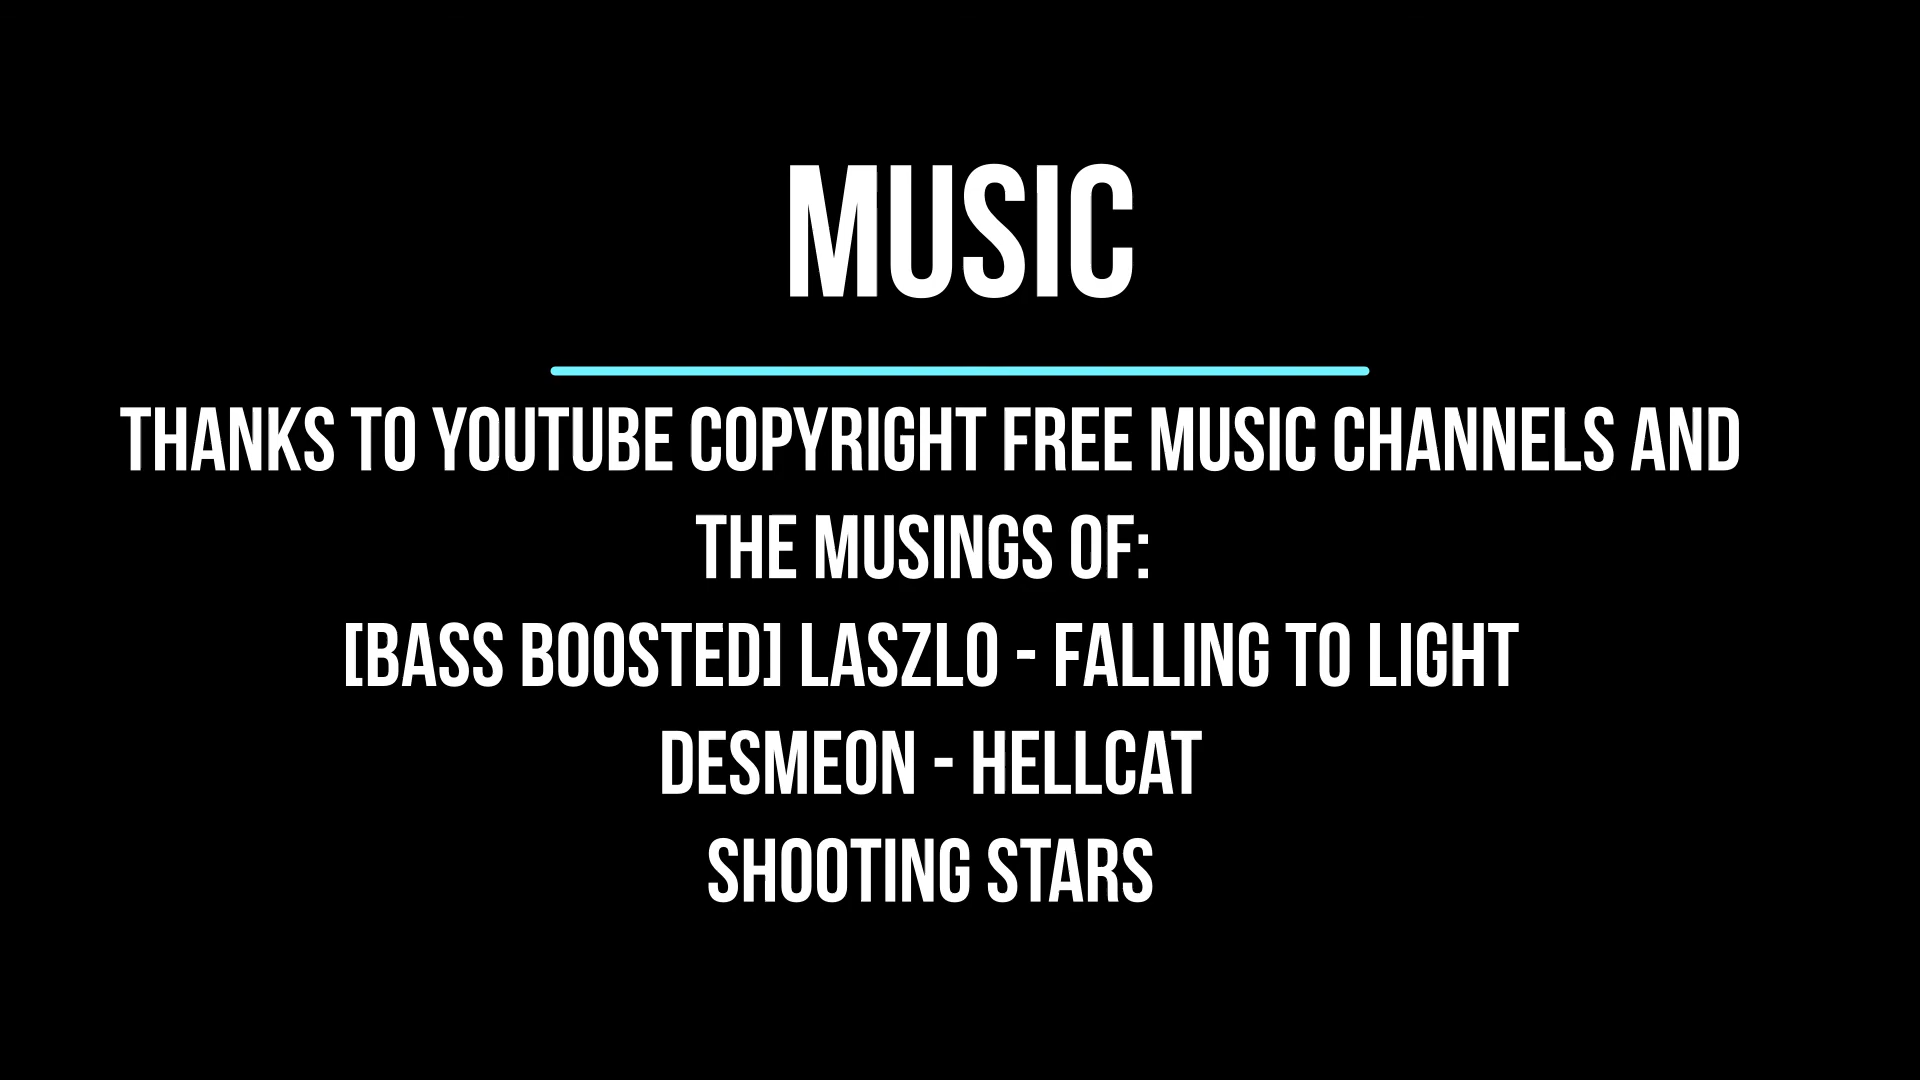 MUSIC
THANKS TO YOUTUBE COPYRIGHT FREE MUSIC CHANNELS AND
THE MUSINGS OF:
[BASS BOOSTED] LASZLO - FALLING TO LIGHT
DESMEON - HELLCAT
SHOOTING STARS